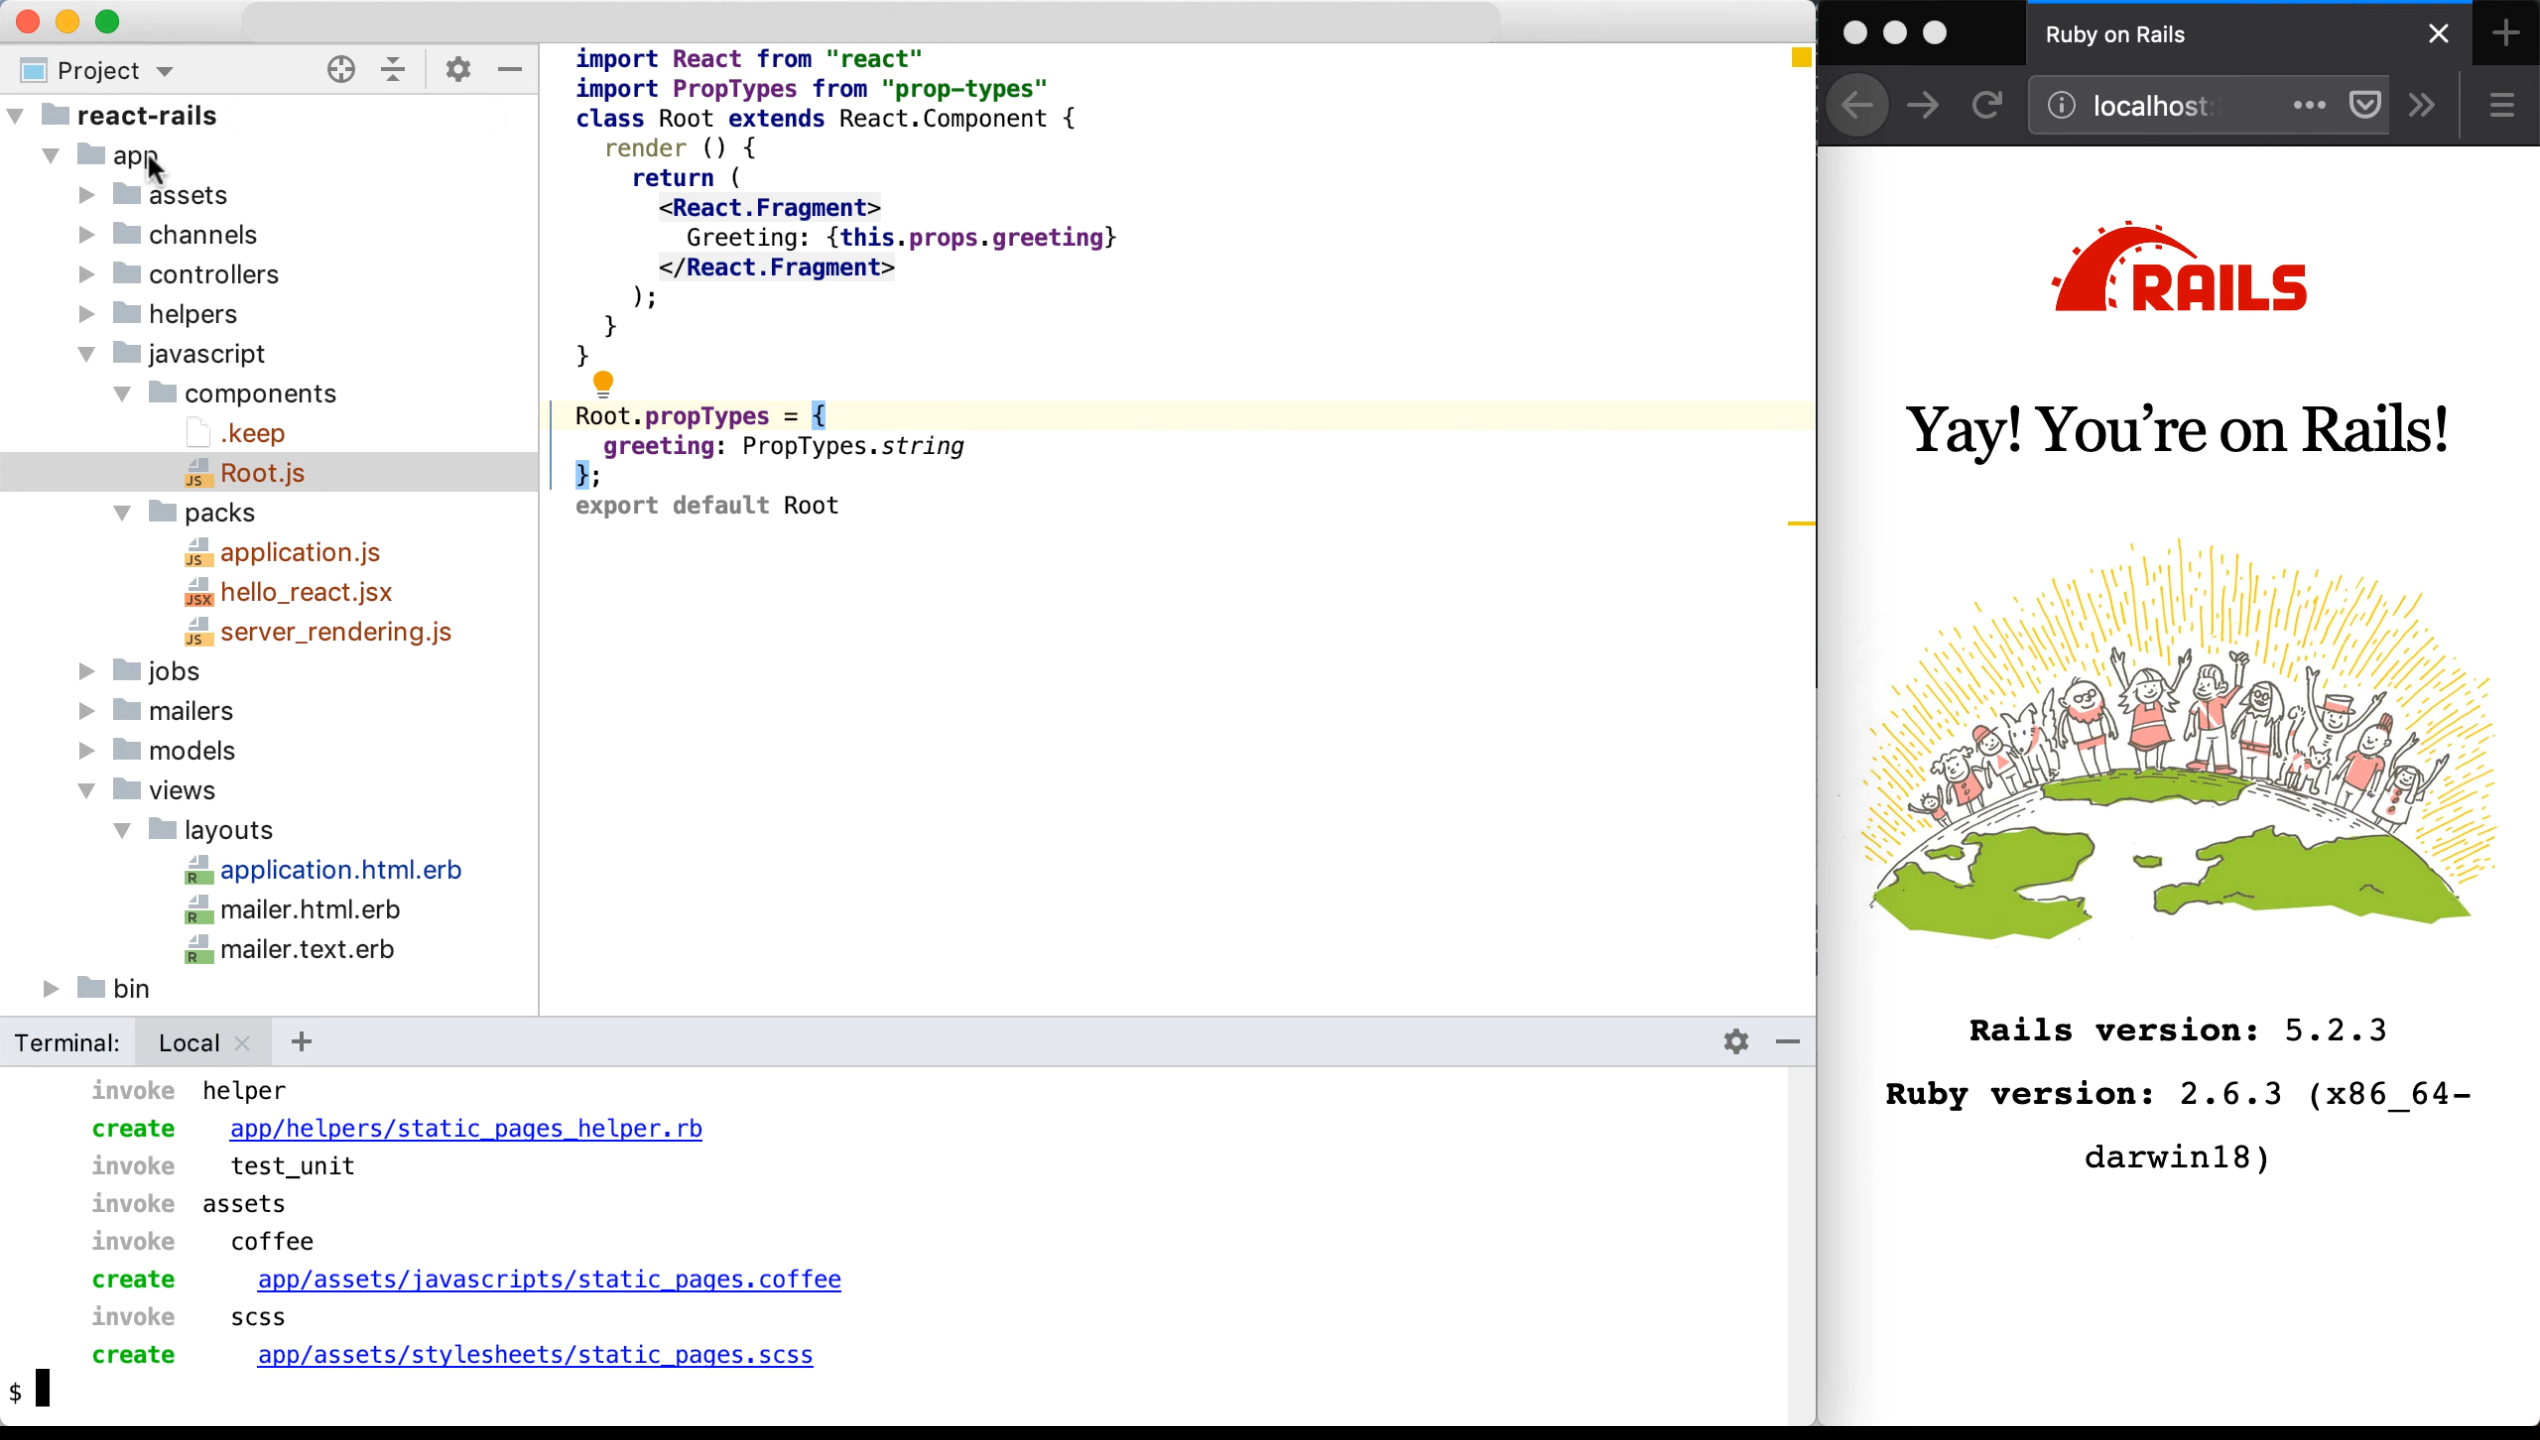 Project
react-rails
app
assets
channels
controllers
helpers
javascript
components
.keep
JS Root.js
packs
JS application.js
JSX hello_react.jsx
JS server_rendering.js
jobs
mailers
models
views
layouts
R application.html.erb
R mailer.html.erb
R mailer.text.erb
bin
import React from "react"
import PropTypes from "prop-types"
class Root extends React.Component {
render () {
return (
<React.Fragment>
Greeting: {this.props.greeting}
</React.Fragment>
);
}
}
Root.propTypes = {
greeting: PropTypes.string
};
export default Root
Terminal: Local
invoke helper
create app/helpers/static_pages_helper.rb
invoke test_unit
invoke assets
invoke coffee
create app/assets/javascripts/static_pages.coffee
invoke scss
create app/assets/stylesheets/static_pages.scss
$
Ruby on Rails
localhost:
RAILS
Yay! You’re on Rails!
Rails version: 5.2.3
Ruby version: 2.6.3 (x86_64-
darwin18)